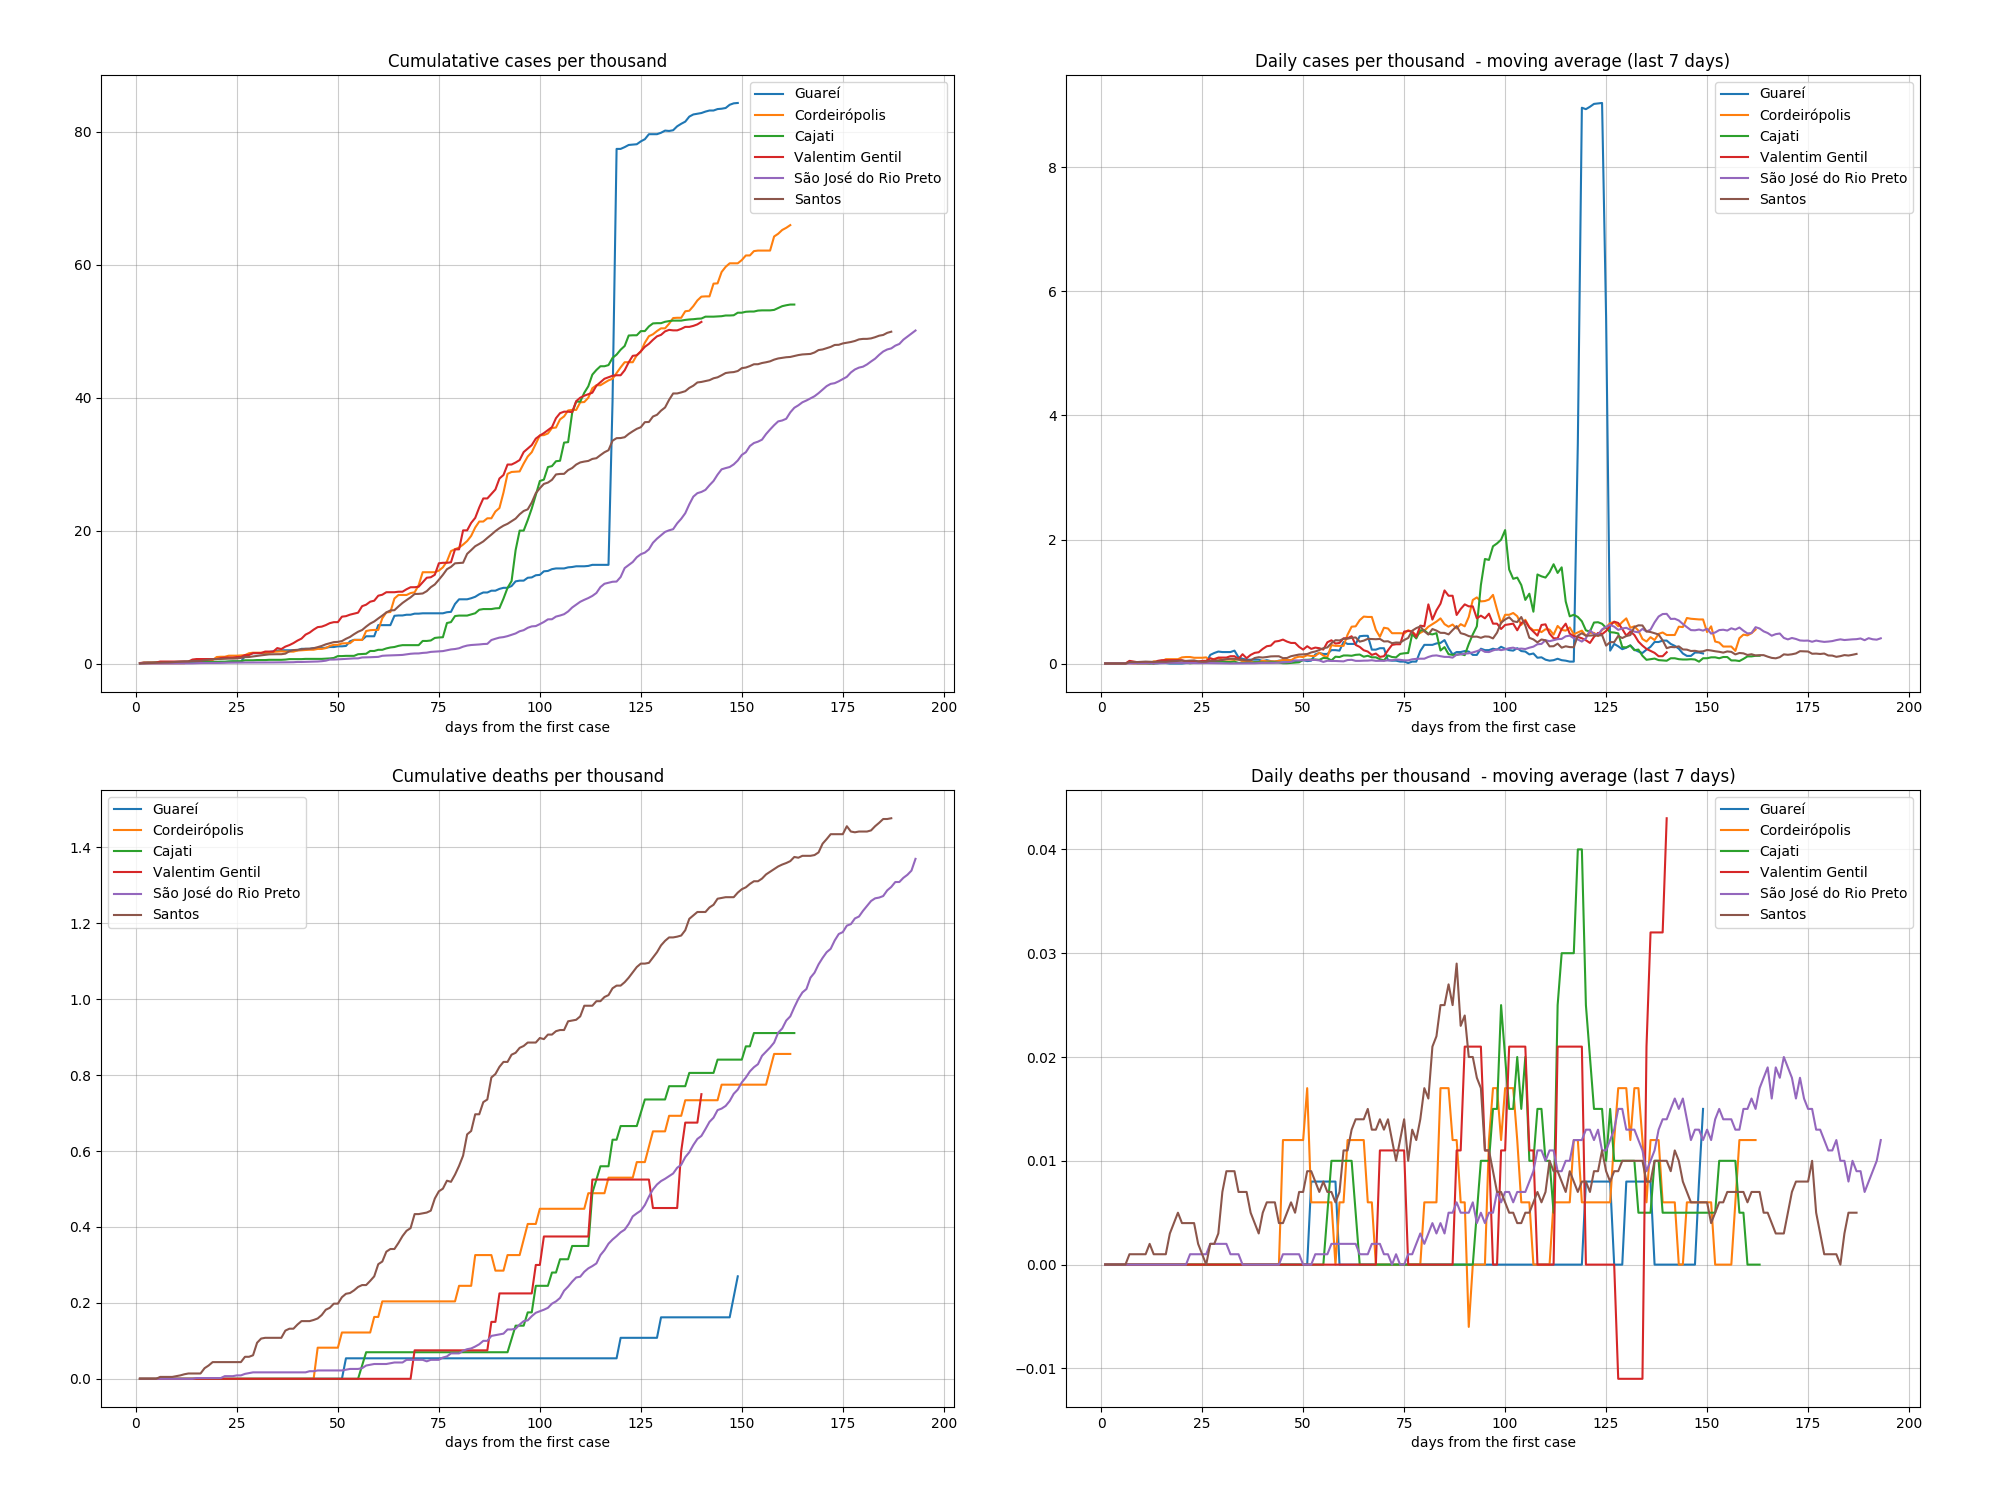 Cumulatative cases per thousand
Guareí
Cordeirópolis
Cajati
Valentim Gentil
São José do Rio Preto
Santos
80
60
40
20
0
0 25 50 75 100 125 150 175 200
days from the first case
Daily cases per thousand - moving average (last 7 days)
Guareí
Cordeirópolis
Cajati
Valentim Gentil
São José do Rio Preto
Santos
8
6
4
2
0
0 25 50 75 100 125 150 175 200
days from the first case
Cumulative deaths per thousand
Guareí
Cordeirópolis
Cajati
Valentim Gentil
São José do Rio Preto
Santos
1.4
1.2
1.0
0.8
0.6
0.4
0.2
0.0
0 25 50 75 100 125 150 175 200
days from the first case
Daily deaths per thousand - moving average (last 7 days)
Guareí
Cordeirópolis
Cajati
Valentim Gentil
São José do Rio Preto
Santos
0.04
0.03
0.02
0.01
0.00
−0.01
0 25 50 75 100 125 150 175 200
days from the first case